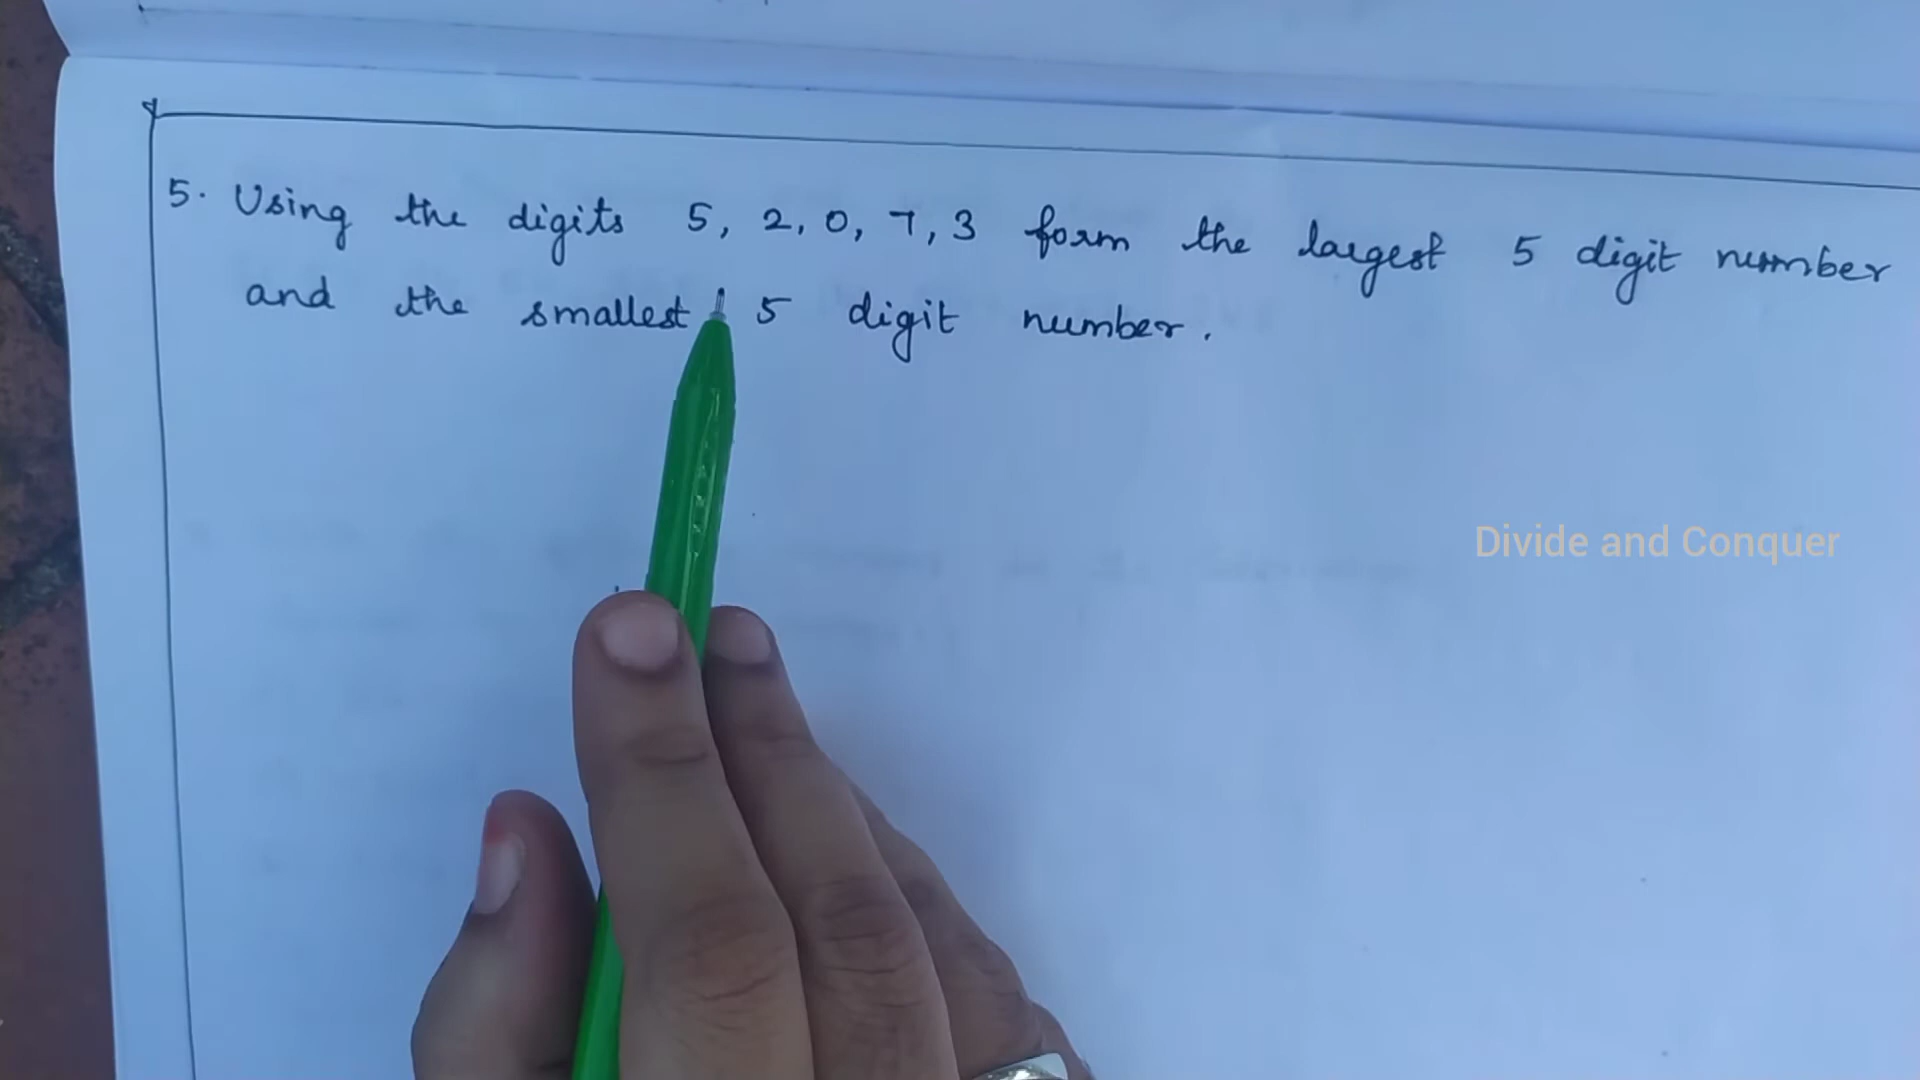 5. Using the digits 5, 2, 0, 7, 3 form the largest 5 digit number
and the smallest 5 digit number.
Divide and Conquer